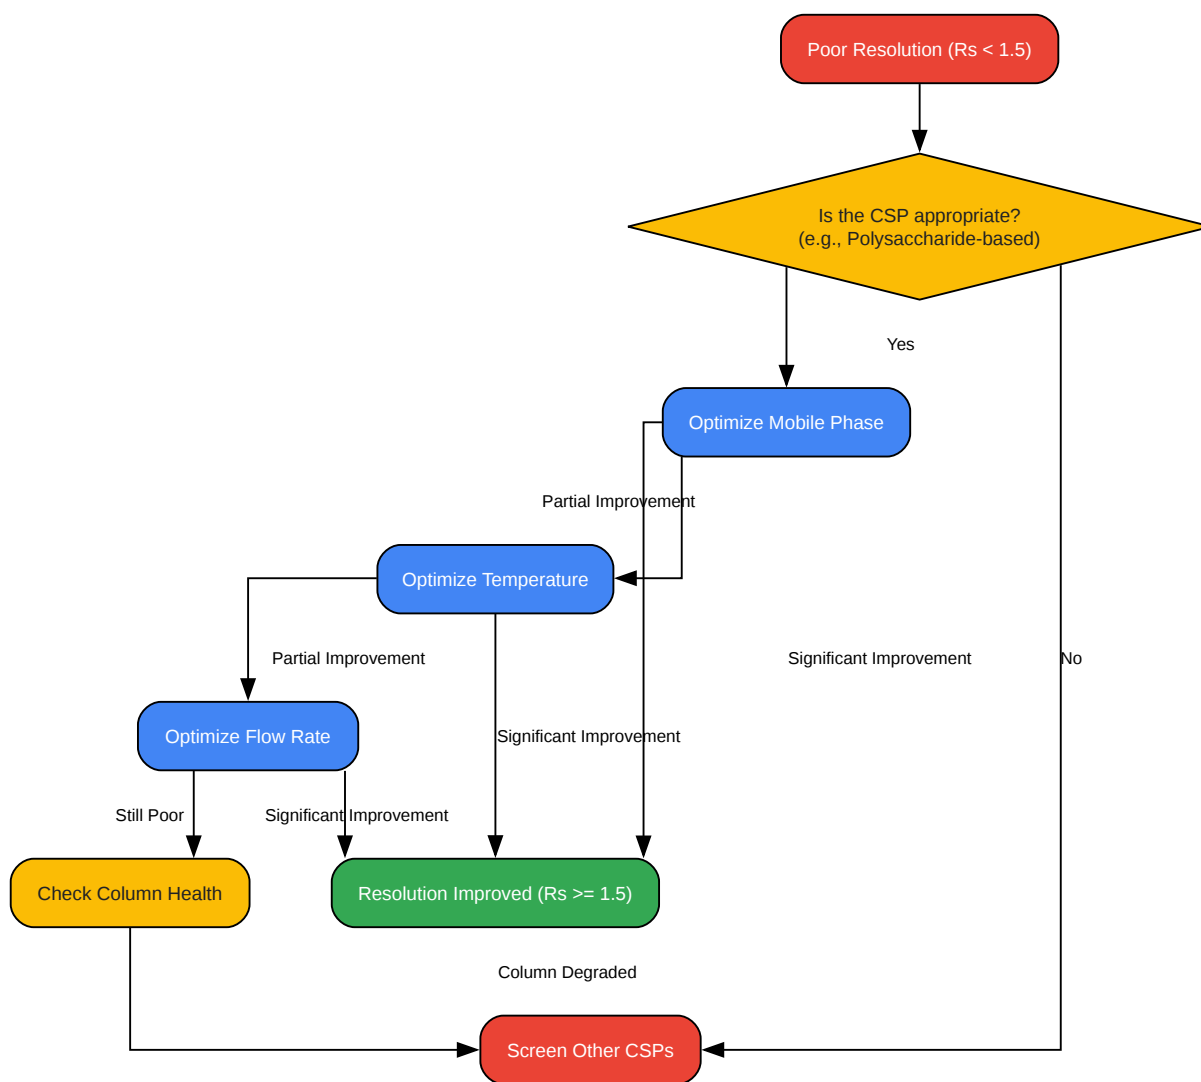 Poor Resolution (Rs < 1.5)
Is the CSP appropriate?
(e.g., Polysaccharide-based)
Yes
Optimize Mobile Phase
Partial Improvement
Optimize Temperature
Partial Improvement
Significant Improvement
No
Optimize Flow Rate
Significant Improvement
Still Poor
Significant Improvement
Check Column Health
Resolution Improved (Rs >= 1.5)
Column Degraded
Screen Other CSPs